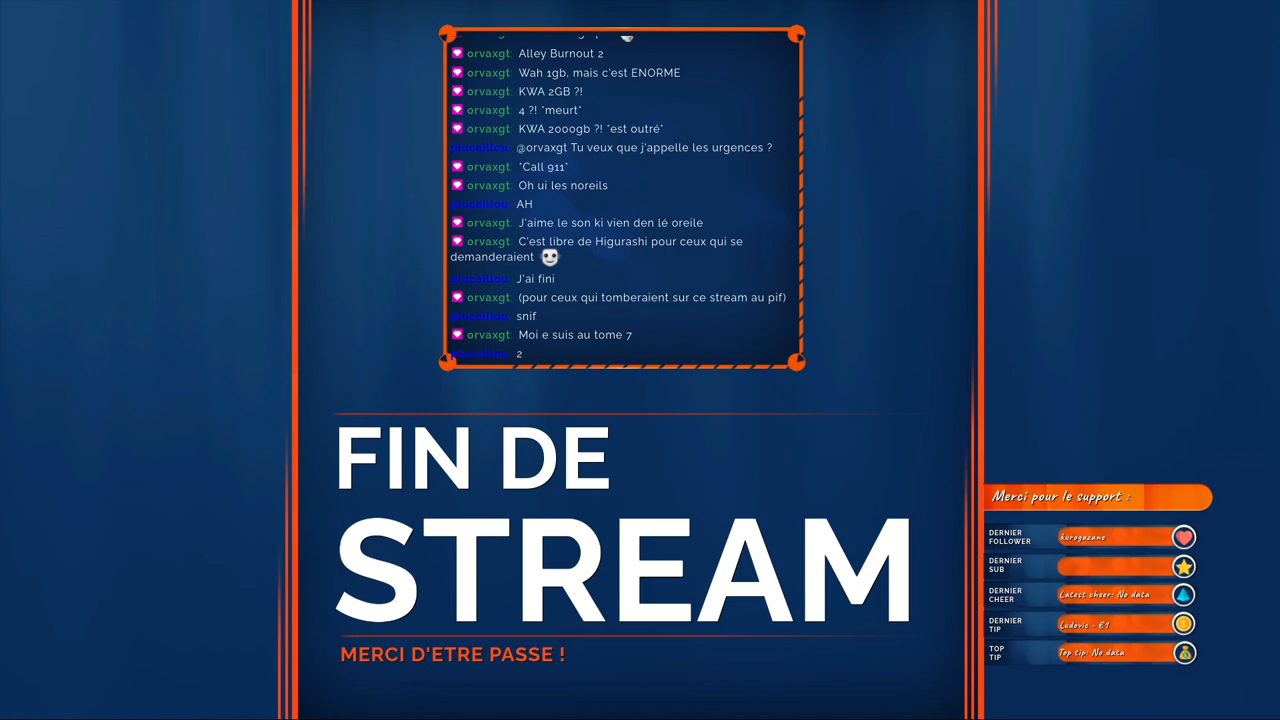 orvaxgt: Alley Burnout 2
orvaxgt: Wah 1gb, mais c'est ENORME
orvaxgt: KWA 2GB ?!
orvaxgt: 4 ?! *meurt*
orvaxgt: KWA 2000gb ?! *est outré*
plucaillou: @orvaxgt Tu veux que j'appelle les urgences ?
orvaxgt: *Call 911*
orvaxgt: Oh ui les noreils
plucaillou: AH
orvaxgt: J'aime le son ki vien den lé oreile
orvaxgt: C'est libre de Higurashi pour ceux qui se
demanderaient
plucaillou: J'ai fini
orvaxgt: (pour ceux qui tomberaient sur ce stream au pif)
plucaillou: snif
orvaxgt: Moi e suis au tome 7
plucaillou: 2
FIN DE
STREAM
MERCI D'ETRE PASSE !
Merci pour le support :
DERNIER
FOLLOWER
kurogazane
DERNIER
SUB
DERNIER
CHEER
Latest cheer: No data
DERNIER
TIP
Ludovic - €1
TOP
TIP
Top tip: No data